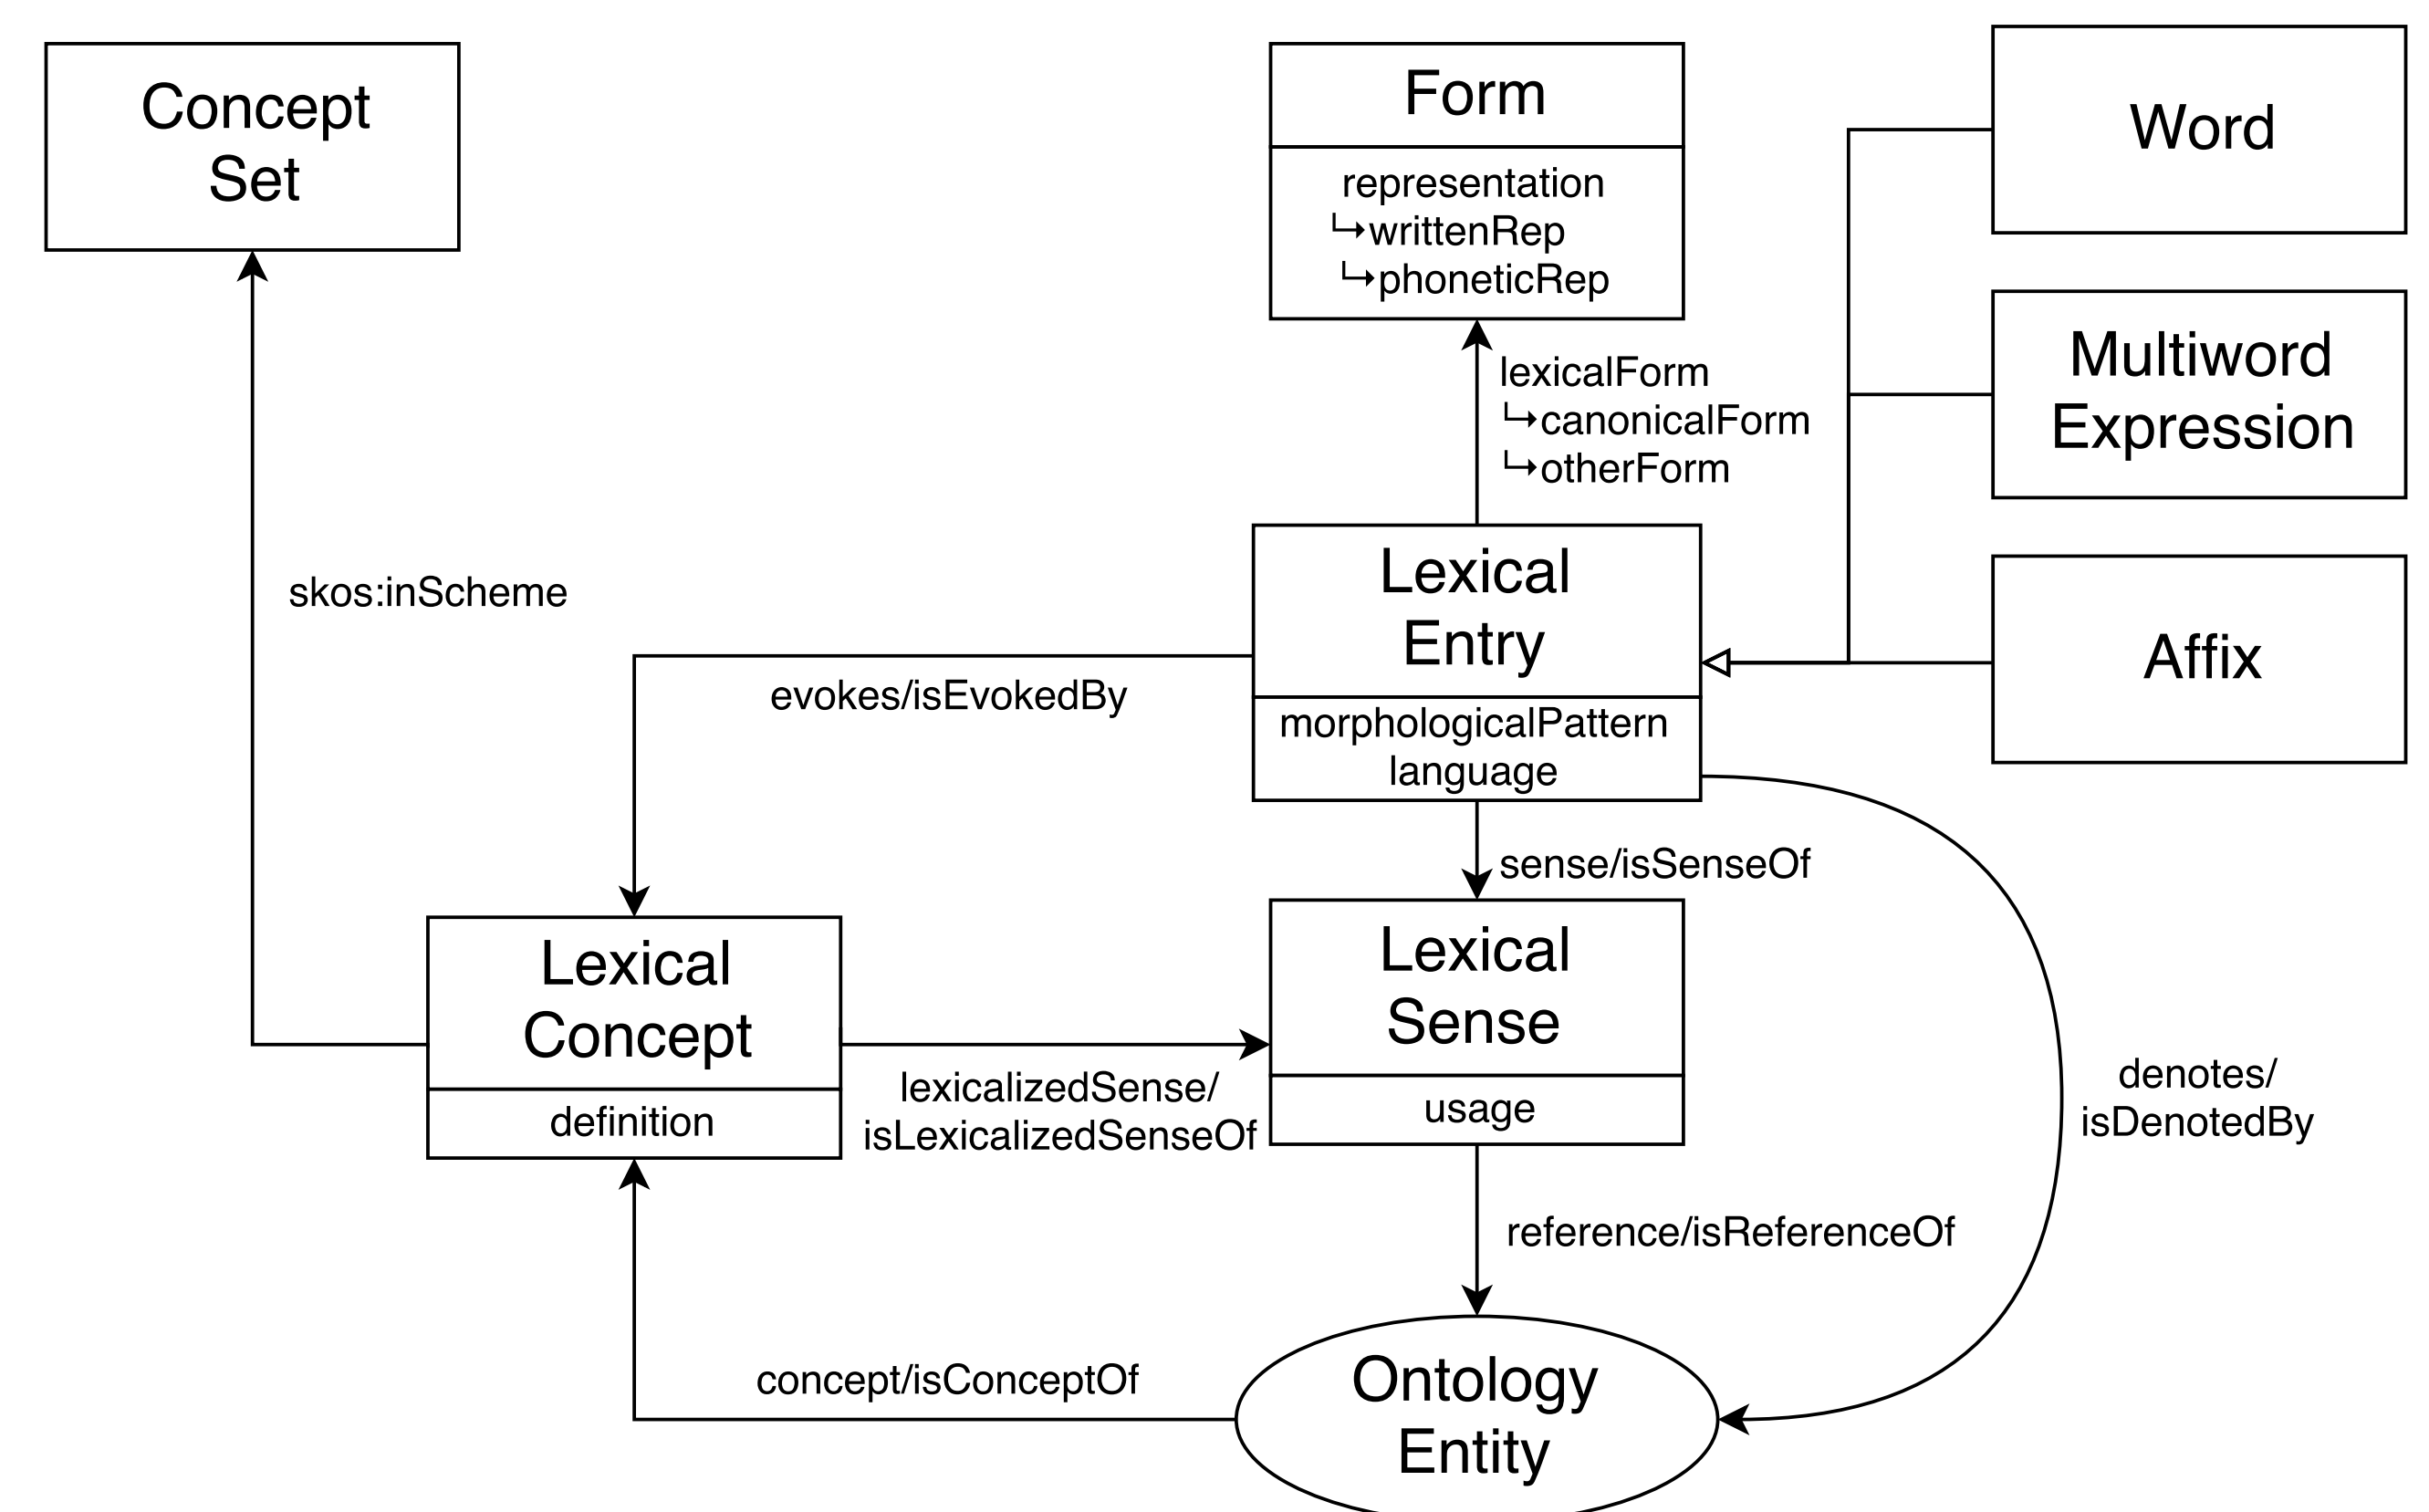 Concept
Set
Form
representation
writtenRep
phoneticRep
Word
Multiword
Expression
lexicalForm
canonicalForm
otherForm
skos:inScheme
Lexical
Entry
morphologicalPattern
language
Affix
evokes/isEvokedBy
sense/isSenseOf
Lexical
Concept
definition
lexicalizedSense/
isLexicalizedSenseOf
Lexical
Sense
usage
denotes/
isDenotedBy
reference/isReferenceOf
concept/isConceptOf
Ontology
Entity